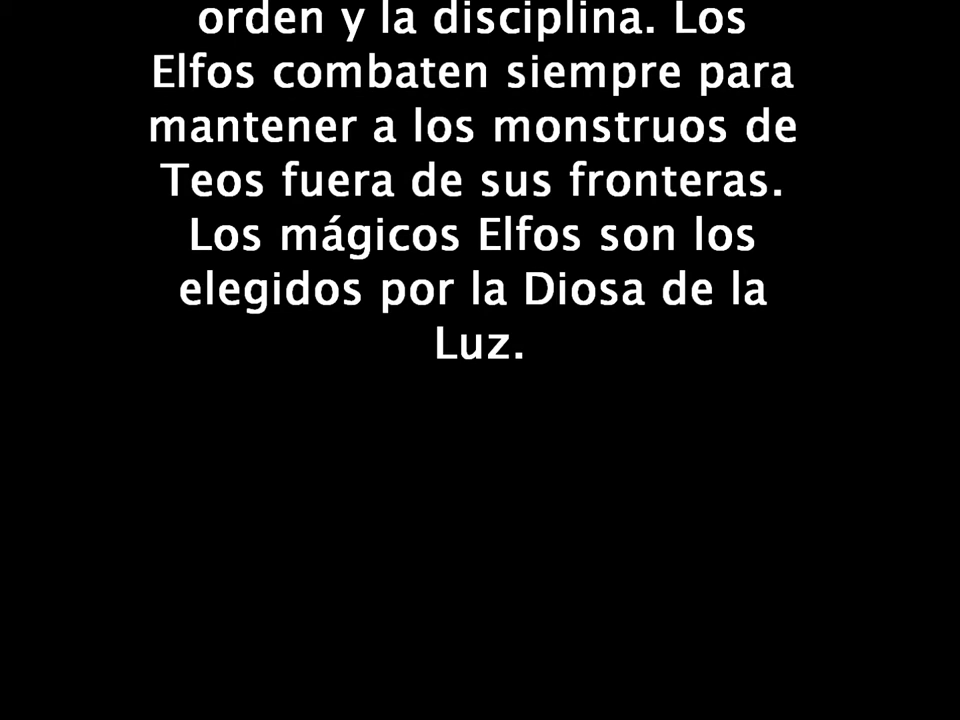 orden y la disciplina. Los
Elfos combaten siempre para
mantener a los monstruos de
Teos fuera de sus fronteras.
Los mágicos Elfos son los
elegidos por la Diosa de la
Luz.